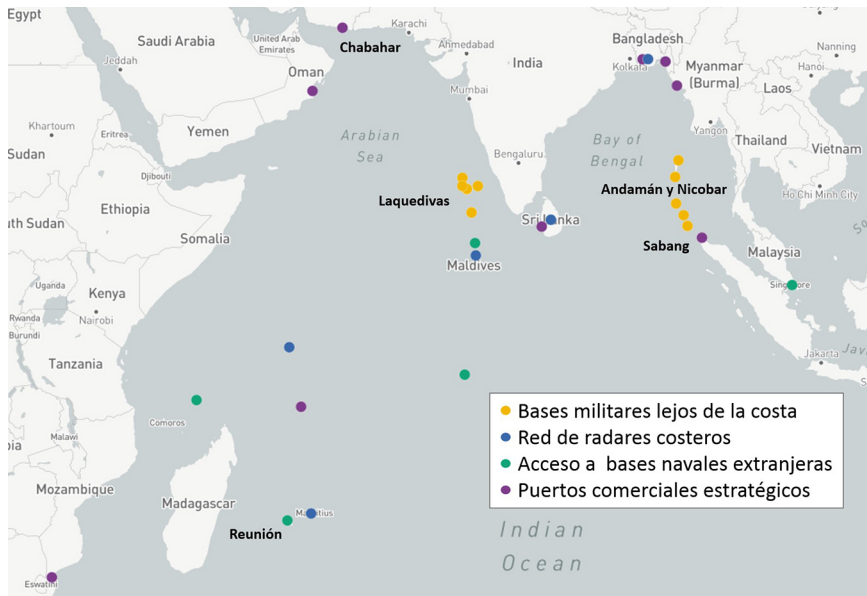 Egypt
Karachi
Chabahar
Bangladesh
Saudi Arabia
United Arab
Emirates
Ahmedabad
Nanning
Jeddah
Oman
India
Kolkata
Myanmar
(Burma)
Hanoi
Mumbai
Laos
Khartoum
Eritrea
Yemen
Arabian
Sea
Bay of
Bengal
Yangon
Thailand
Vietnam
Sudan
Djibouti
Bengaluru
Andamán y Nicobar
Ho Chi Minh City
Ethiopia
Laquedivas
uth Sudan
Sri Lanka
Somalia
Sabang
Malaysia
Maldives
Uganda
Kenya
Singapore
Rwanda
Nairobi
Burundi
Jakarta
Java
Tanzania
Comoros
Malawi
Mozambique
Madagascar
Mauritius
Reunión
Eswatini
Indian
Ocean
Bases militares lejos de la costa
Red de radares costeros
Acceso a bases navales extranjeras
Puertos comerciales estratégicos